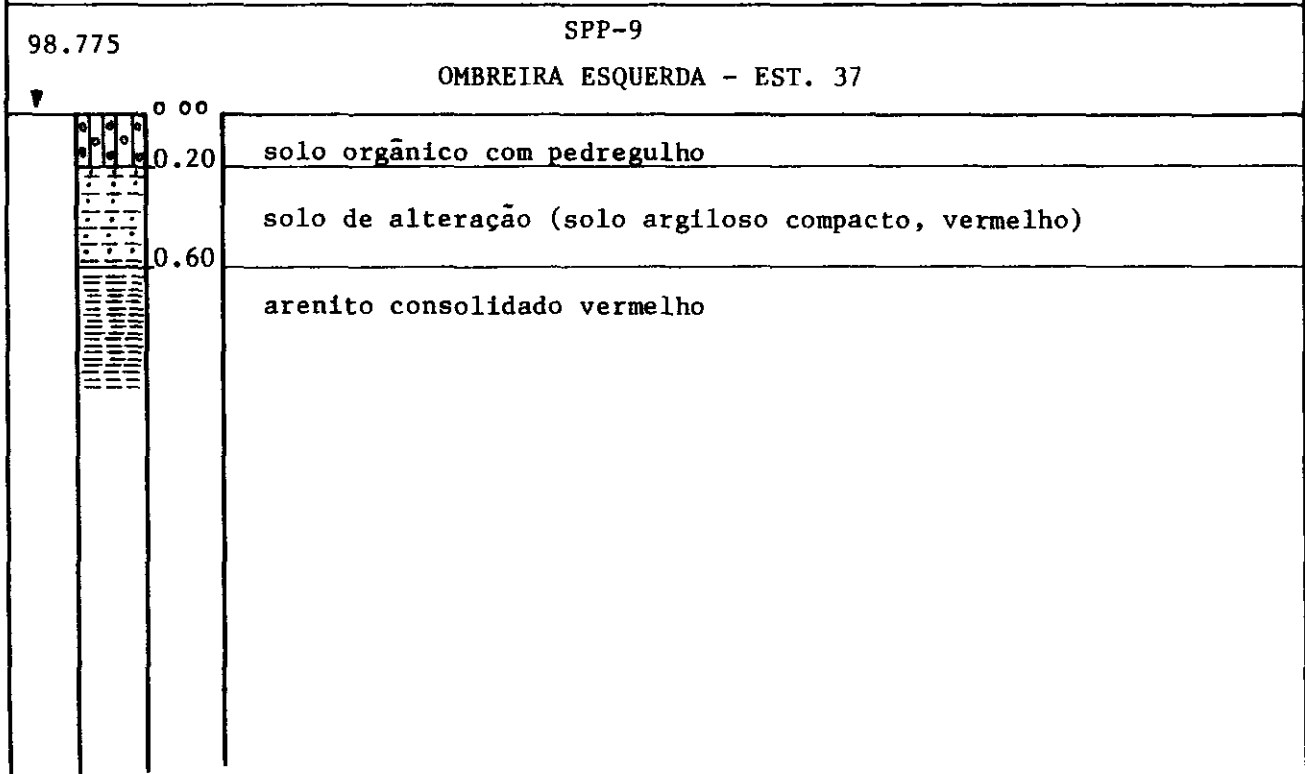 SPP-9
98.775
OMBREIRA ESQUERDA - EST. 37
0 00
solo orgânico com pedregulho
0.20
solo de alteração (solo argiloso compacto, vermelho)
0.60
arenito consolidado vermelho